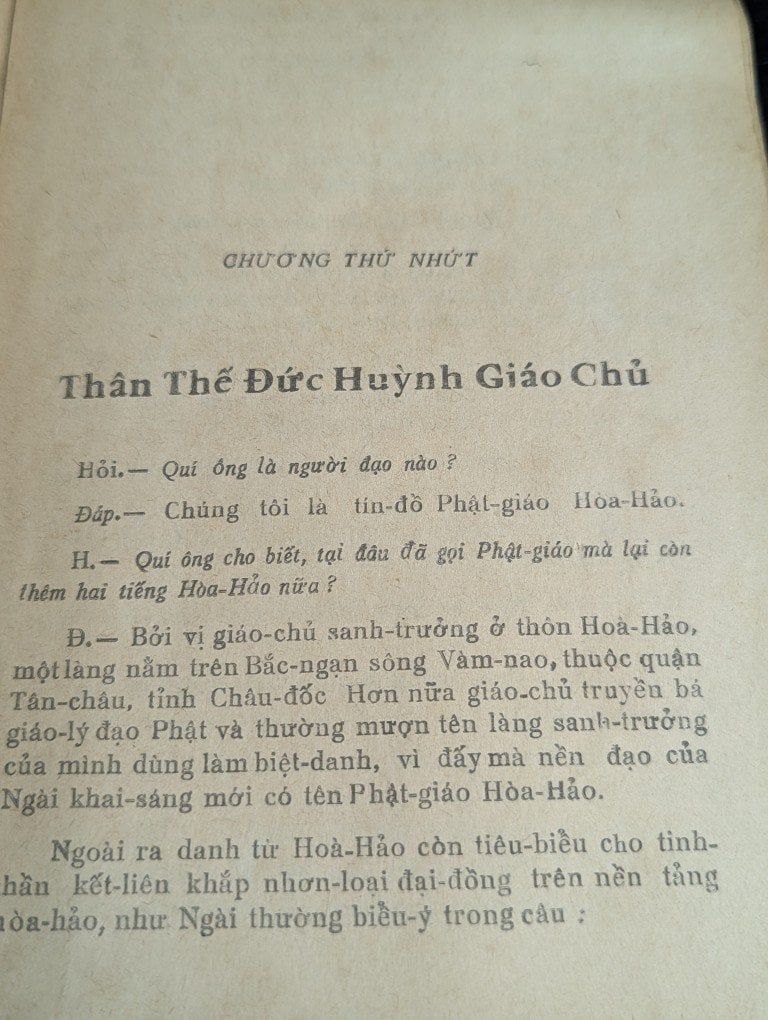 CHƯƠNG THỨ NHỨT
Thân Thế Đức Huỳnh Giáo Chủ
Hỏi.— Quí ông là người đạo nào ?
Đáp.— Chúng tôi là tín-đồ Phật-giáo Hòa-Hảo.
H.— Quí ông cho biết, tại đâu đã gọi Phật-giáo mà lại còn
thêm hai tiếng Hòa-Hảo nữa ?
Đ.— Bởi vị giáo-chủ sanh-trưởng ở thôn Hoà-Hảo,
một làng nằm trên Bắc-ngạn sông Vàm-nao, thuộc quận
Tân-châu, tỉnh Châu-đốc Hơn nữa giáo-chủ truyền bá
giáo-lý đạo Phật và thường mượn tên làng sanh-trưởng
của mình dùng làm biệt-danh, vì đấy mà nền đạo của
Ngài khai-sáng mới có tên Phật-giáo Hòa-Hảo.
Ngoài ra danh từ Hoà-Hảo còn tiêu-biểu cho tinh-
hần kết-liên khắp nhơn-loại đại-đồng trên nền tảng
hòa-hảo, như Ngài thường biểu-ý trong câu :